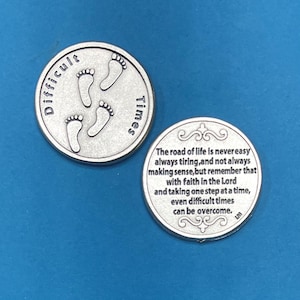 Difficult
Times
The road of life is never easy
always tiring,and not always
making sense,but remember that
with faith in the Lord
and taking one step at a time,
even difficult times
can be overcome.